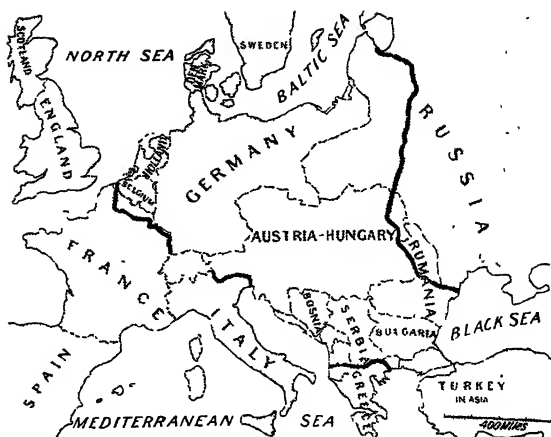 SCOTLAND
NORTH SEA
SWEDEN
BALTIC SEA
DENMARK
ENGLAND
HOLLAND
BELGIUM
GERMANY
RUSSIA
AUSTRIA-HUNGARY
RUMANIA
FRANCE
BOSNIA
SERBIA
BULGARIA
BLACK SEA
ITALY
SPAIN
GREECE
TURKEY
IN ASIA
MEDITERRANEAN SEA
400 MILES